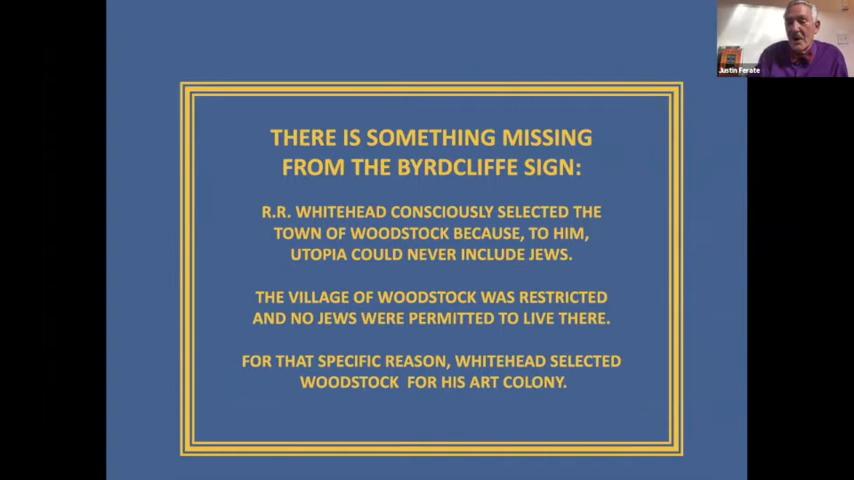 THERE IS SOMETHING MISSING
FROM THE BYRDCLIFFE SIGN:
R.R. WHITEHEAD CONSCIOUSLY SELECTED THE
TOWN OF WOODSTOCK BECAUSE, TO HIM,
UTOPIA COULD NEVER INCLUDE JEWS.
THE VILLAGE OF WOODSTOCK WAS RESTRICTED
AND NO JEWS WERE PERMITTED TO LIVE THERE.
FOR THAT SPECIFIC REASON, WHITEHEAD SELECTED
WOODSTOCK FOR HIS ART COLONY.
Justin Ferate